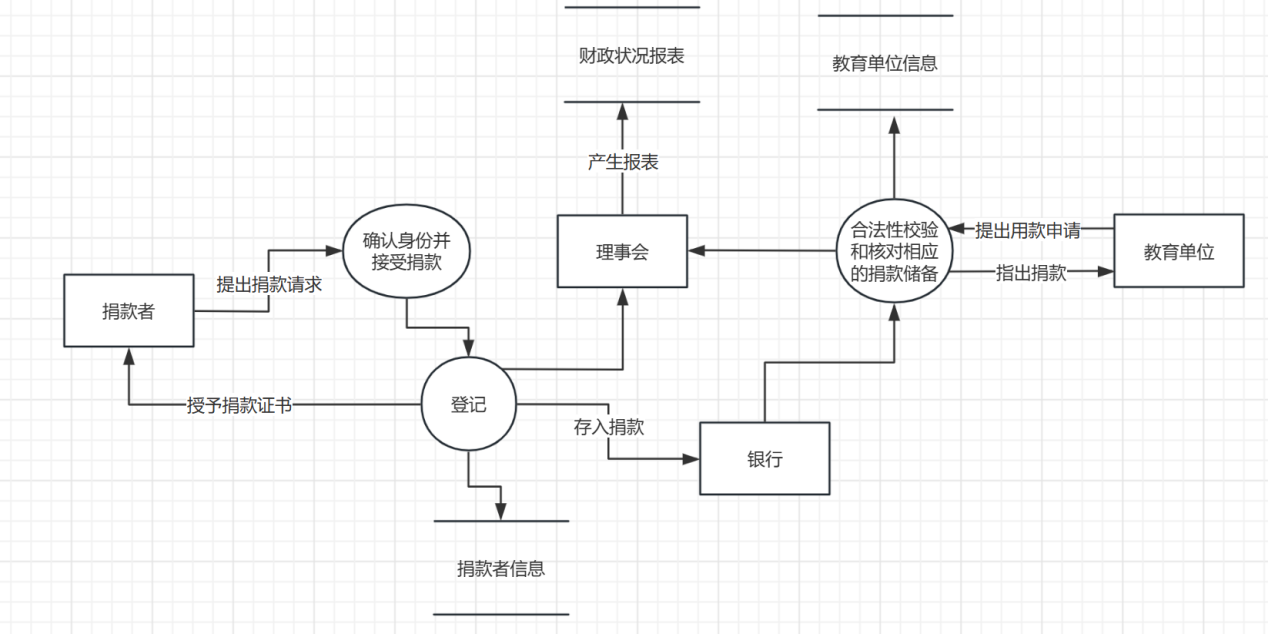 财政状况报表
教育单位信息
产生报表
确认身份并
接受捐款
理事会
合法性校验
和核对相应
的捐款储备
提出用款申请
教育单位
指出捐款
提出捐款请求
捐款者
授予捐款证书
登记
存入捐款
银行
捐款者信息